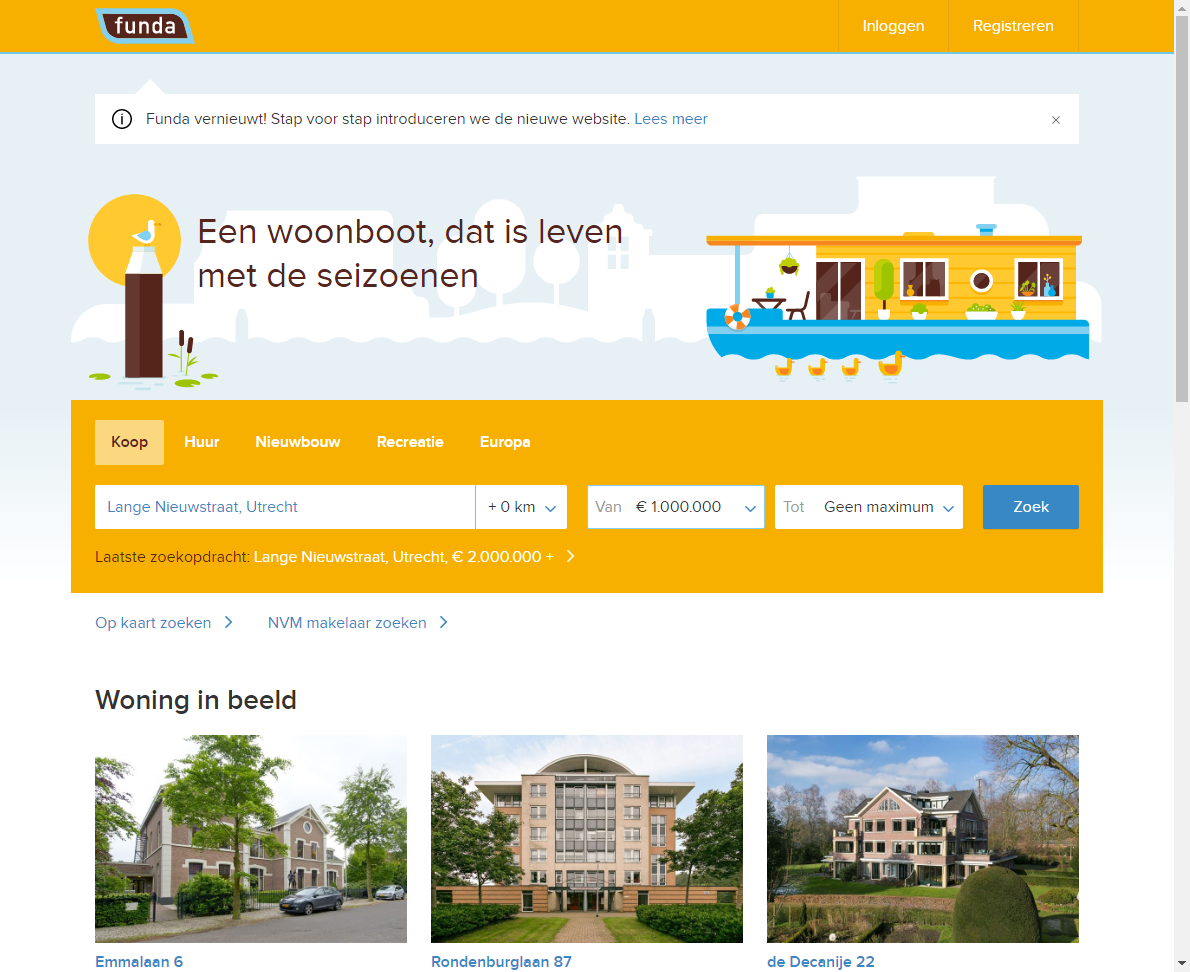 funda
Inloggen
Registreren
Funda vernieuwt! Stap voor stap introduceren we de nieuwe website. Lees meer
Een woonboot, dat is leven
met de seizoenen
Koop
Huur
Nieuwbouw
Recreatie
Europa
Lange Nieuwstraat, Utrecht
+ 0 km
Van € 1.000.000
Tot Geen maximum
Zoek
Laatste zoekopdracht: Lange Nieuwstraat, Utrecht, € 2.000.000 +
Op kaart zoeken
NVM makelaar zoeken
Woning in beeld
Emmalaan 6
Rondenburglaan 87
de Decanije 22